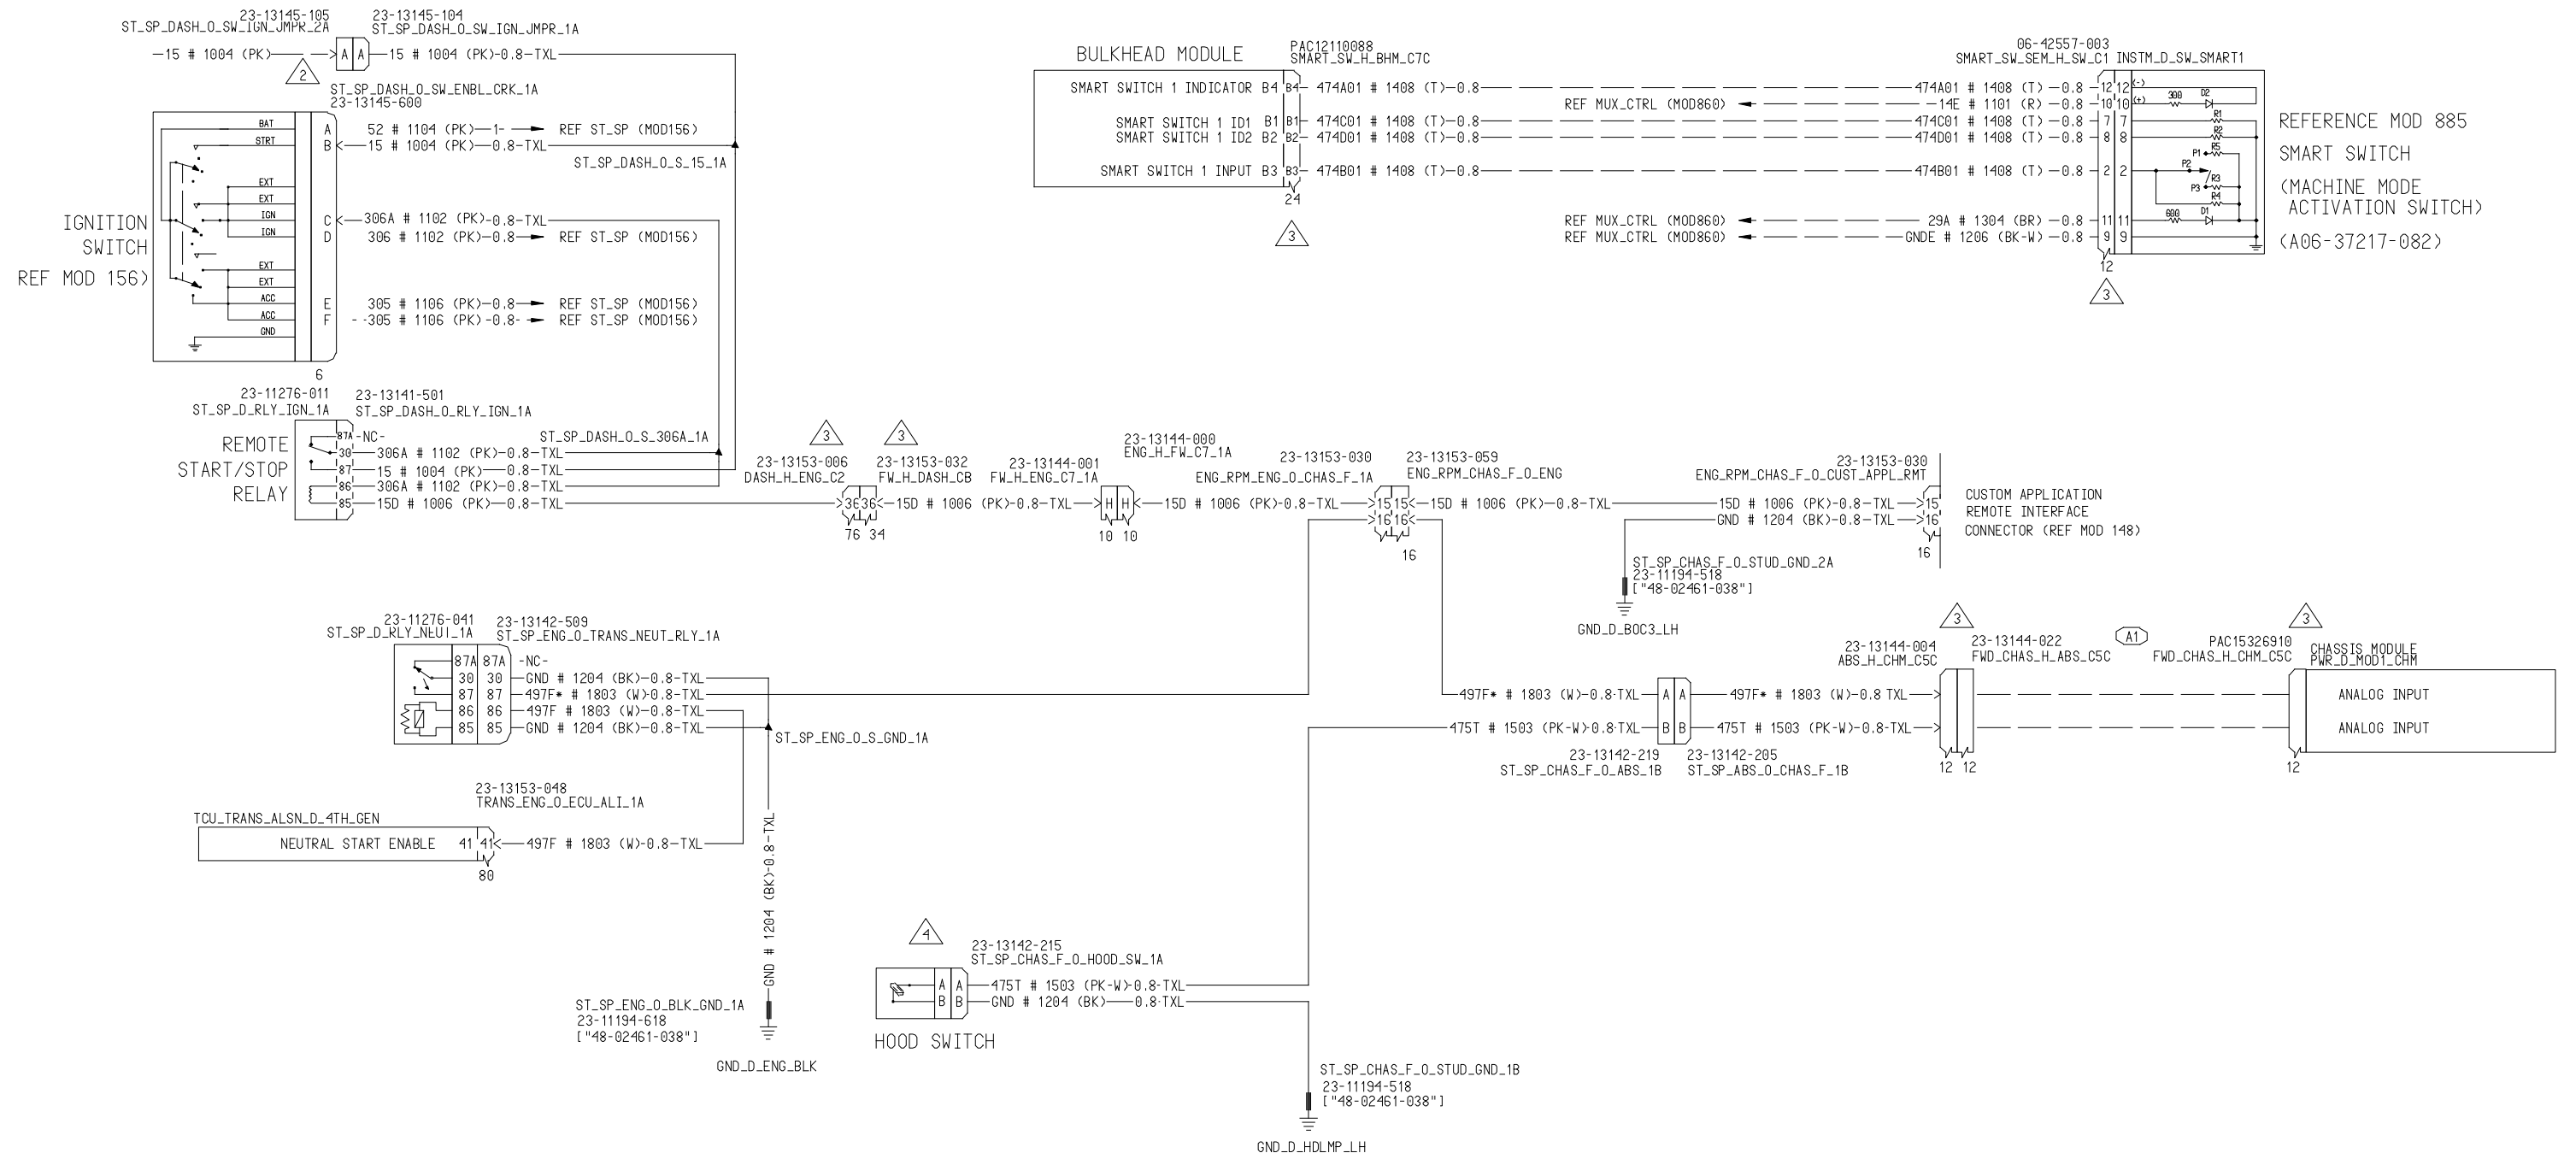 23-13145-105
ST_SP_DASH_O_SW_IGN_JMPR_2A
23-13145-104
ST_SP_DASH_O_SW_IGN_JMPR_1A
15 # 1004 (PK)
A A
15 # 1004 (PK)-0.8-TXL
2
ST_SP_DASH_O_SW_ENBL_CRK_1A
23-13145-600
IGNITION
SWITCH
REF MOD 156)
BAT
STRT
EXT
EXT
IGN
IGN
EXT
EXT
ACC
ACC
GND
A 52 # 1104 (PK)-1- REF ST_SP (MOD156)
B 15 # 1004 (PK)-0.8-TXL
ST_SP_DASH_O_S_15_1A
C 306A # 1102 (PK)-0.8-TXL
D 306 # 1102 (PK)-0.8 REF ST_SP (MOD156)
E 305 # 1106 (PK)-0.8 REF ST_SP (MOD156)
F 305 # 1106 (PK)-0.8- REF ST_SP (MOD156)
6
BULKHEAD MODULE
PAC12110088
SMART_SW_H_BHM_C7C
SMART SWITCH 1 INDICATOR B4 B4 474A01 # 1408 (T)-0.8
SMART SWITCH 1 ID1 B1 B1 474C01 # 1408 (T)-0.8
SMART SWITCH 1 ID2 B2 B2 474D01 # 1408 (T)-0.8
SMART SWITCH 1 INPUT B3 B3 474B01 # 1408 (T)-0.8
24
3
06-42557-003
SMART_SW_SEM_H_SW_C1 INSTM_D_SW_SMART1
474A01 # 1408 (T) -0.8 12 12 (-)
REF MUX_CTRL (MOD860) 14E # 1101 (R) -0.8 10 10 (+) 300 D2
474C01 # 1408 (T) -0.8 7 7 R1
474D01 # 1408 (T) -0.8 8 8 R2
P1 R5
474B01 # 1408 (T) -0.8 2 2 P2
P3 R3
R4
REF MUX_CTRL (MOD860) 29A # 1304 (BR) -0.8 11 11 600 D1
REF MUX_CTRL (MOD860) GNDE # 1206 (BK-W) -0.8 9 9
12
3
REFERENCE MOD 885
SMART SWITCH
(MACHINE MODE
ACTIVATION SWITCH)
(A06-37217-082)
23-11276-011
ST_SP_D_RLY_IGN_1A
23-13141-501
ST_SP_DASH_O_RLY_IGN_1A
REMOTE
START/STOP
RELAY
87A -NC-
ST_SP_DASH_O_S_306A_1A
30 306A # 1102 (PK)-0.8-TXL
87 15 # 1004 (PK)-0.8-TXL
86 306A # 1102 (PK)-0.8-TXL
85 15D # 1006 (PK)-0.8-TXL
3
3
23-13153-006
DASH_H_ENG_C2
23-13153-032
FW_H_DASH_CB
36 36
76 34
15D # 1006 (PK)-0.8-TXL
23-13144-001
FW_H_ENG_C7_1A
23-13144-000
ENG_H_FW_C7_1A
H H
10 10
15D # 1006 (PK)-0.8-TXL
23-13153-030
ENG_RPM_ENG_O_CHAS_F_1A
23-13153-059
ENG_RPM_CHAS_F_O_ENG
15 15
16 16
16
15D # 1006 (PK)-0.8-TXL
23-13153-030
ENG_RPM_CHAS_F_O_CUST_APPL_RMT
15D # 1006 (PK)-0.8-TXL 15
GND # 1204 (BK)-0.8-TXL 16
16
CUSTOM APPLICATION
REMOTE INTERFACE
CONNECTOR (REF MOD 148)
ST_SP_CHAS_F_O_STUD_GND_2A
23-11194-518
["48-02461-038"]
GND_D_BOC3_LH
23-11276-041
ST_SP_D_RLY_NEUT_1A
23-13142-509
ST_SP_ENG_O_TRANS_NEUT_RLY_1A
87A 87A -NC-
30 30 GND # 1204 (BK)-0.8-TXL
87 87 497F* # 1803 (W)-0.8-TXL
86 86 497F # 1803 (W)-0.8-TXL
85 85 GND # 1204 (BK)-0.8-TXL
ST_SP_ENG_O_S_GND_1A
23-13153-048
TRANS_ENG_O_ECU_ALI_1A
TCU_TRANS_ALSN_D_4TH_GEN
NEUTRAL START ENABLE 41 41 497F # 1803 (W)-0.8-TXL
80
GND # 1204 (BK)-0.8-TXL
ST_SP_ENG_O_BLK_GND_1A
23-11194-618
["48-02461-038"]
GND_D_ENG_BLK
497F* # 1803 (W)-0.8-TXL A A 497F* # 1803 (W)-0.8 TXL
475T # 1503 (PK-W)-0.8-TXL B B 475T # 1503 (PK-W)-0.8-TXL
23-13142-219
ST_SP_CHAS_F_O_ABS_1B
23-13142-205
ST_SP_ABS_O_CHAS_F_1B
23-13144-004
ABS_H_CHM_C5C
3
23-13144-022
FWD_CHAS_H_ABS_C5C
12 12
A1
PAC15326910
FWD_CHAS_H_CHM_C5C
3
12
CHASSIS MODULE
PWR_D_MOD1_CHM
ANALOG INPUT
ANALOG INPUT
4
23-13142-215
ST_SP_CHAS_F_O_HOOD_SW_1A
A A 475T # 1503 (PK-W)-0.8-TXL
B B GND # 1204 (BK)-0.8-TXL
HOOD SWITCH
ST_SP_CHAS_F_O_STUD_GND_1B
23-11194-518
["48-02461-038"]
GND_D_HDLMP_LH